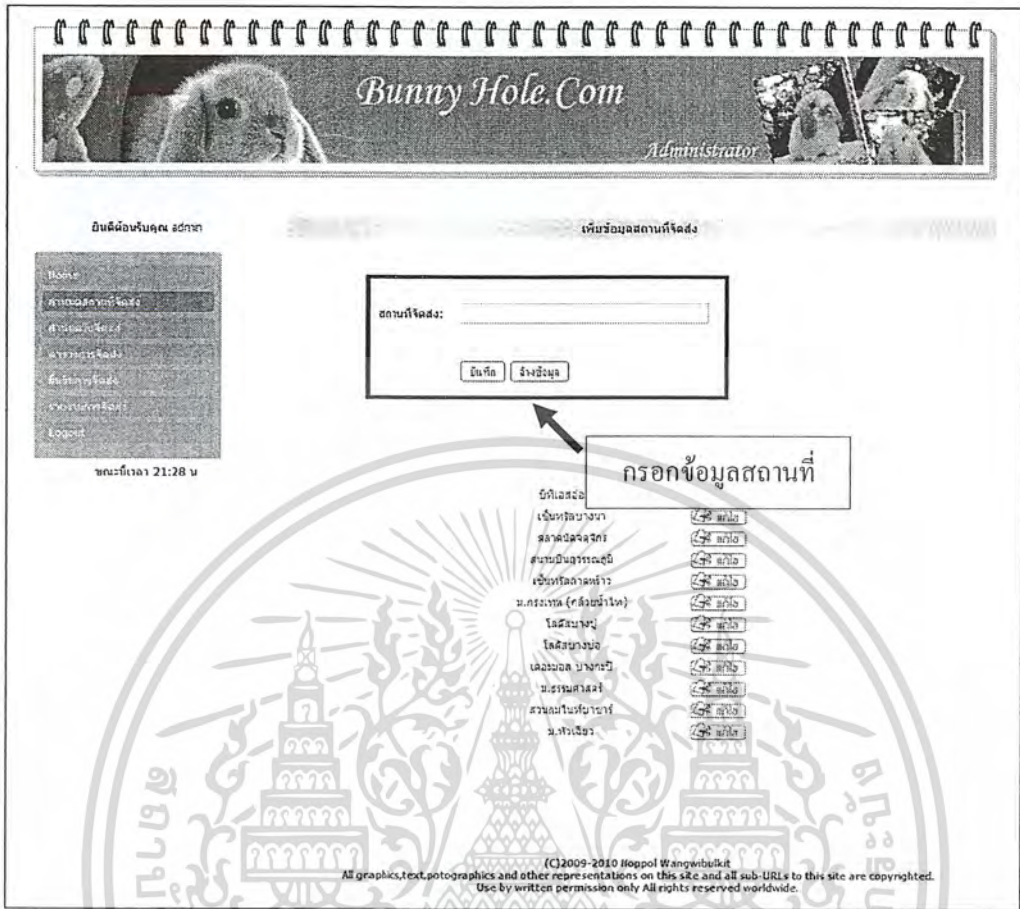 Bunny Hole.Com
Administrator
ยินดีต้อนรับคุณ admin
เพิ่มข้อมูลสถานที่จัดส่ง
Home
Logout
ขณะนี้เวลา 21:28 น
สถานที่จัดส่ง:
บันทึก ล้างข้อมูล
กรอกข้อมูลสถานที่
บีทีเอสอ่อ
เซ็นทรัลบางนา แก้ไข
ตลาดนัดจตุจักร แก้ไข
สนามบินสุวรรณภูมิ แก้ไข
เซ็นทรัลลาดพร้าว แก้ไข
ม.กรุงเทพ (กล้วยน้ำไท) แก้ไข
โลตัสบางปู แก้ไข
โลตัสบางบ่อ แก้ไข
เดอะมอล บางกะปิ แก้ไข
ม.ธรรมศาสตร์ แก้ไข
สวนลุมไนท์บาซาร์ แก้ไข
ม.หัวเฉียว แก้ไข
(C)2009-2010 Noppol Wangwibulkit
All graphics,text,potographics and other representations on this site and all sub-URLs to this site are copyrighted.
Use by written permission only All rights reserved worldwide.